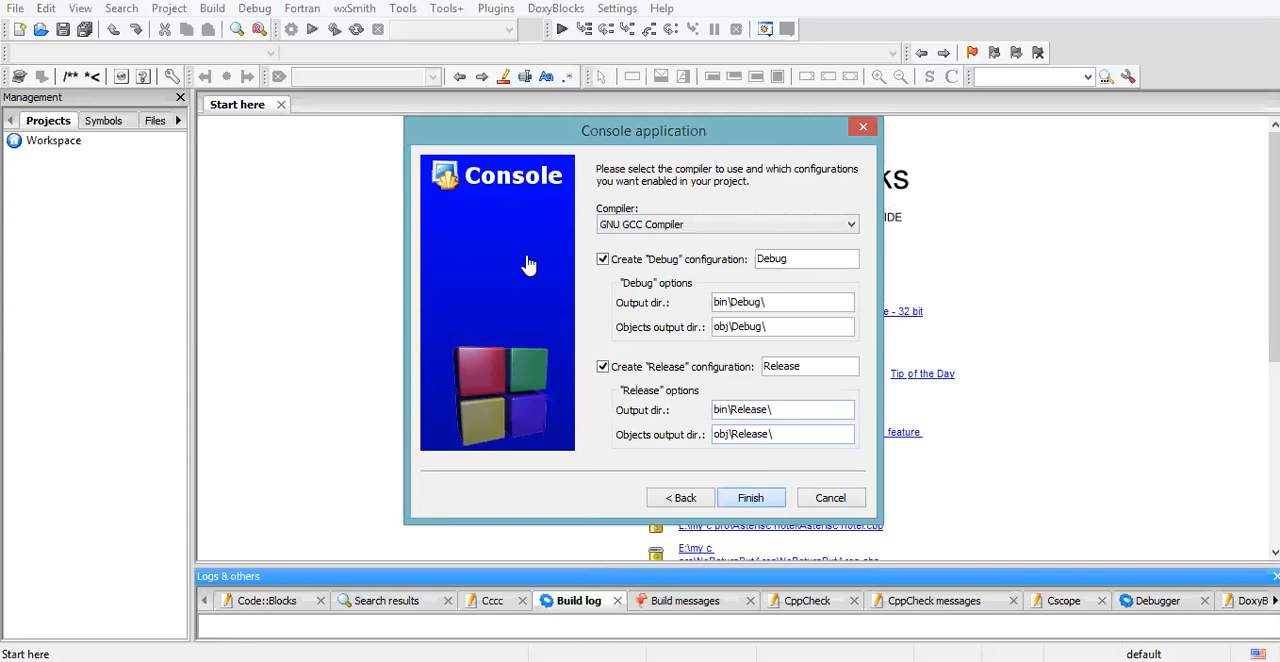 File Edit View Search Project Build Debug Fortran wxSmith Tools Tools+ Plugins DoxyBlocks Settings Help
/** *<
S C
Management
Projects Symbols Files
Workspace
Start here
Console application
Console
Please select the compiler to use and which configurations
you want enabled in your project.
Compiler:
GNU GCC Compiler
Create "Debug" configuration: Debug
"Debug" options
Output dir.: bin\Debug\
Objects output dir.: obj\Debug\
Create "Release" configuration: Release
"Release" options
Output dir.: bin\Release\
Objects output dir.: obj\Release\
< Back Finish Cancel
IDE
e - 32 bit
Tip of the Day
feature
E:\my c
Logs & others
Code::Blocks Search results Cccc Build log Build messages CppCheck CppCheck messages Cscope Debugger DoxyB
Start here default